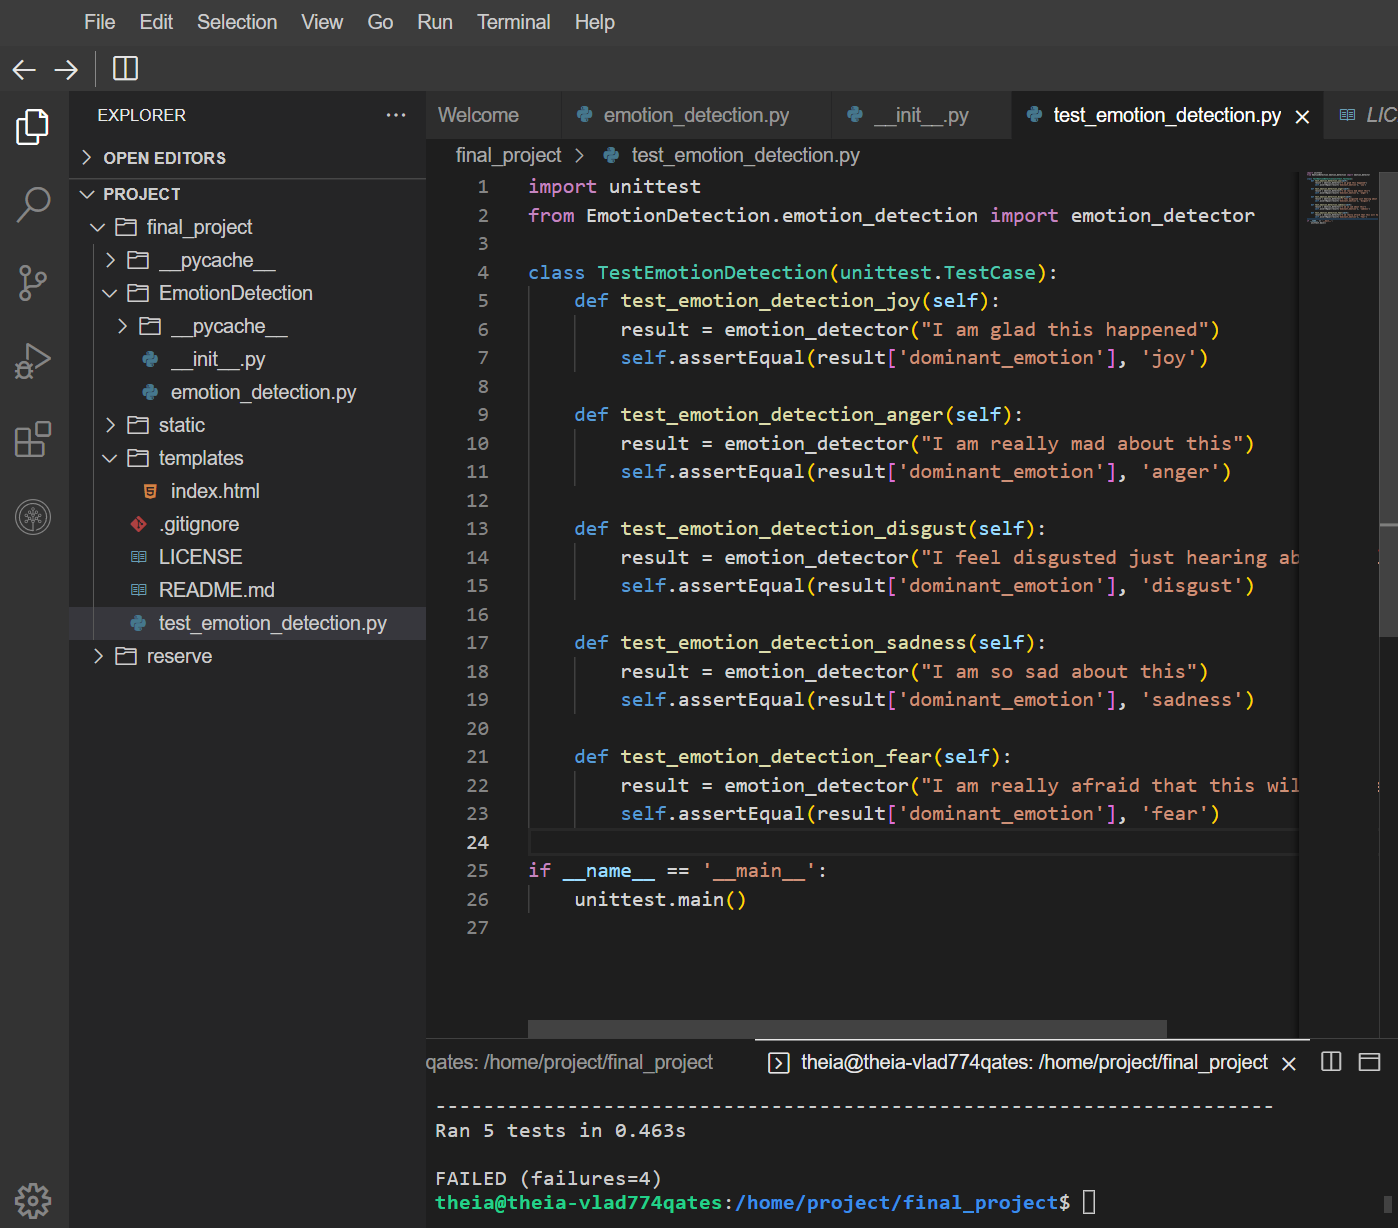 File Edit Selection View Go Run Terminal Help
EXPLORER
OPEN EDITORS
PROJECT
final_project
__pycache__
EmotionDetection
__pycache__
__init__.py
emotion_detection.py
static
templates
index.html
.gitignore
LICENSE
README.md
test_emotion_detection.py
reserve
Welcome emotion_detection.py __init__.py test_emotion_detection.py LIC
final_project > test_emotion_detection.py
1 import unittest
2 from EmotionDetection.emotion_detection import emotion_detector
3
4 class TestEmotionDetection(unittest.TestCase):
5 def test_emotion_detection_joy(self):
6 result = emotion_detector("I am glad this happened")
7 self.assertEqual(result['dominant_emotion'], 'joy')
8
9 def test_emotion_detection_anger(self):
10 result = emotion_detector("I am really mad about this")
11 self.assertEqual(result['dominant_emotion'], 'anger')
12
13 def test_emotion_detection_disgust(self):
14 result = emotion_detector("I feel disgusted just hearing ab
15 self.assertEqual(result['dominant_emotion'], 'disgust')
16
17 def test_emotion_detection_sadness(self):
18 result = emotion_detector("I am so sad about this")
19 self.assertEqual(result['dominant_emotion'], 'sadness')
20
21 def test_emotion_detection_fear(self):
22 result = emotion_detector("I am really afraid that this wil
23 self.assertEqual(result['dominant_emotion'], 'fear')
24
25 if __name__ == '__main__':
26 unittest.main()
27
qates: /home/project/final_project theia@theia-vlad774qates: /home/project/final_project
----------------------------------------------------------------------
Ran 5 tests in 0.463s
FAILED (failures=4)
theia@theia-vlad774qates:/home/project/final_project$